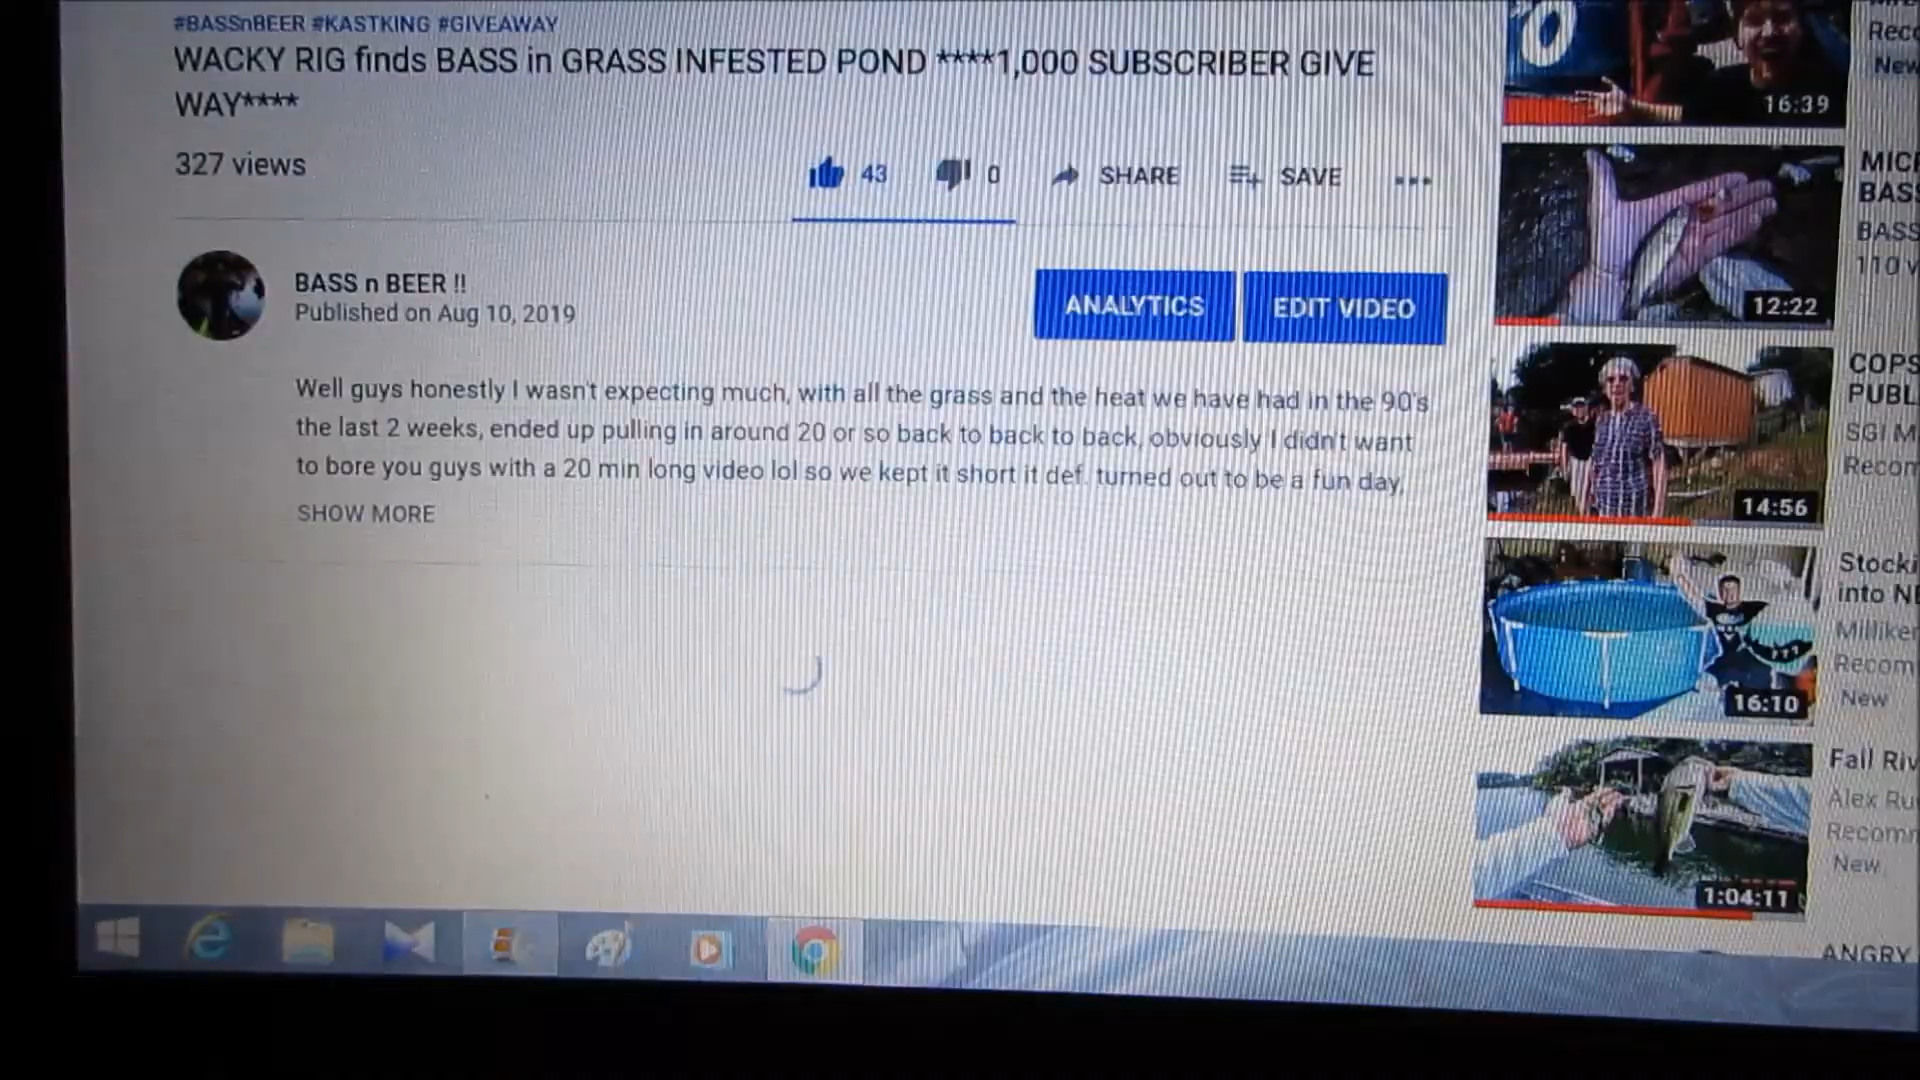 #BASSnBEER #KASTKING #GIVEAWAY
WACKY RIG finds BASS in GRASS INFESTED POND ****1,000 SUBSCRIBER GIVE
WAY****
327 views
43
0
SHARE
SAVE
BASS n BEER !!
Published on Aug 10, 2019
ANALYTICS
EDIT VIDEO
Well guys honestly I wasn't expecting much, with all the grass and the heat we have had in the 90's
the last 2 weeks, ended up pulling in around 20 or so back to back to back, obviously I didn't want
to bore you guys with a 20 min long video lol so we kept it short it def. turned out to be a fun day,
SHOW MORE
16:39
New
12:22
BASS
110
14:56
COPS
PUBL
SGI M
Recom
16:10
Stocki
into NE
Milliken
Recom
New
1:04:11
Fall Riv
Alex Ru
Recom
New
ANGRY